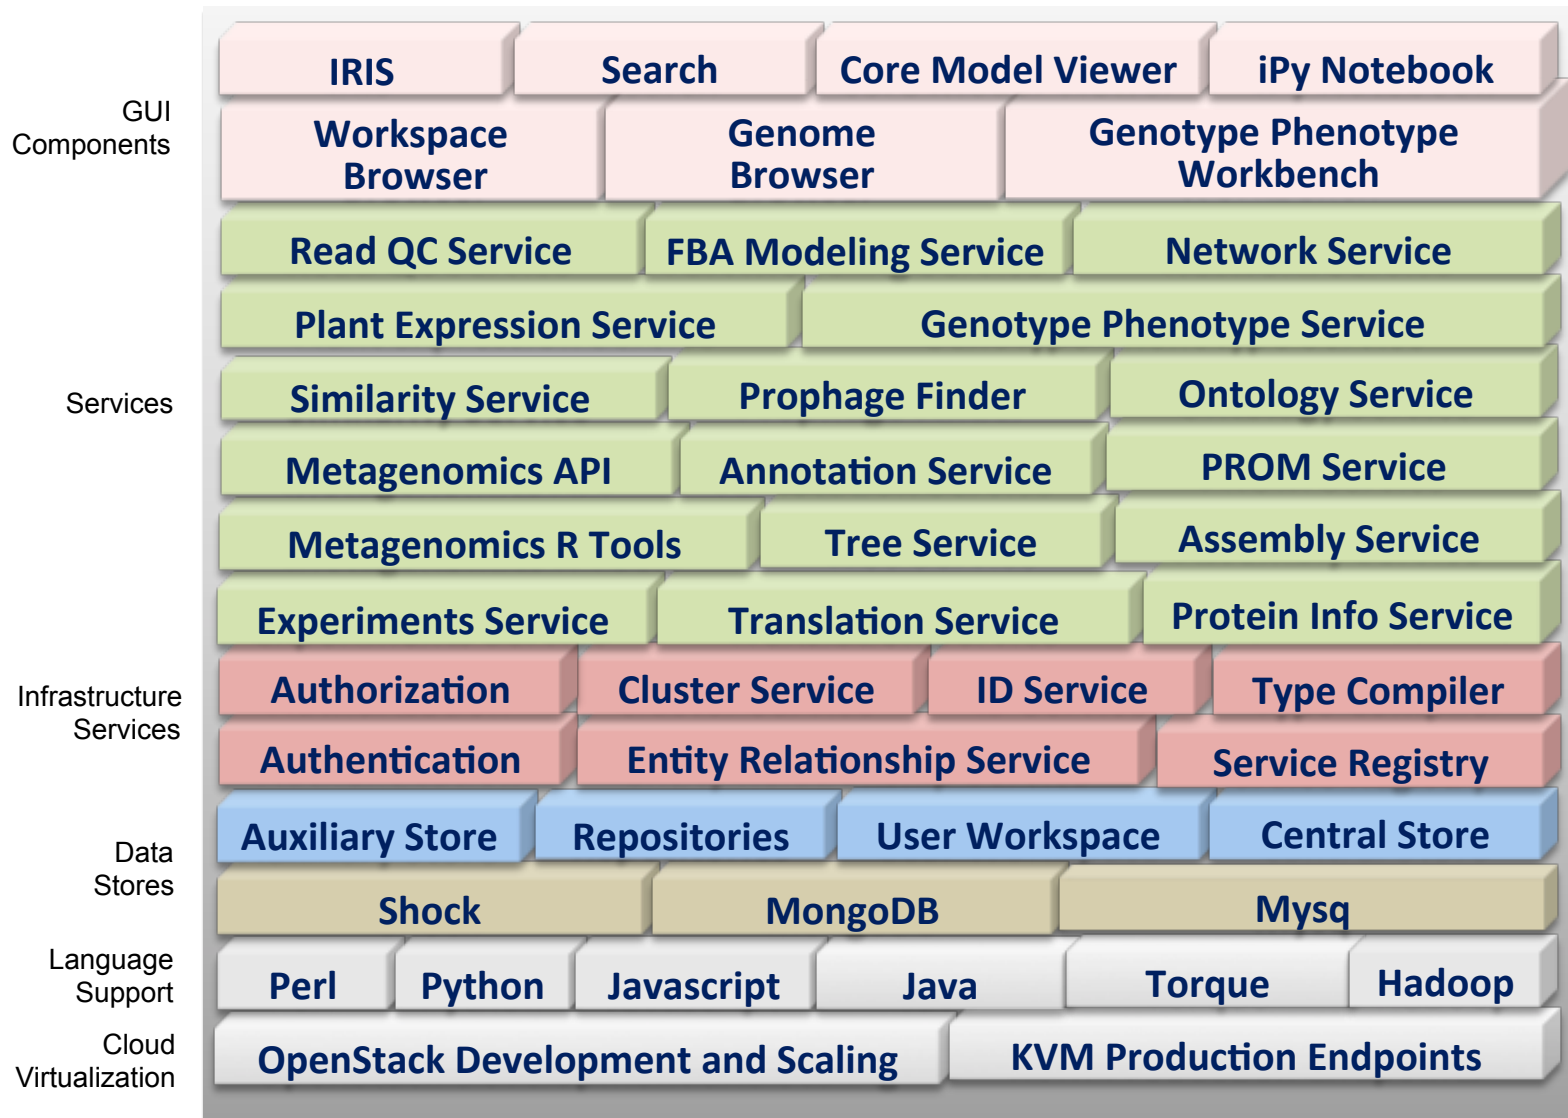 IRIS
Search
Core Model Viewer
iPy Notebook
GUI
Components
Workspace
Browser
Genome
Browser
Genotype Phenotype
Workbench
Read QC Service
FBA Modeling Service
Network Service
Plant Expression Service
Genotype Phenotype Service
Services
Similarity Service
Prophage Finder
Ontology Service
Metagenomics API
Annotation Service
PROM Service
Metagenomics R Tools
Tree Service
Assembly Service
Experiments Service
Translation Service
Protein Info Service
Infrastructure
Services
Authorization
Cluster Service
ID Service
Type Compiler
Authentication
Entity Relationship Service
Service Registry
Data
Stores
Auxiliary Store
Repositories
User Workspace
Central Store
Shock
MongoDB
Mysq
Language
Support
Perl
Python
Javascript
Java
Torque
Hadoop
Cloud
Virtualization
OpenStack Development and Scaling
KVM Production Endpoints